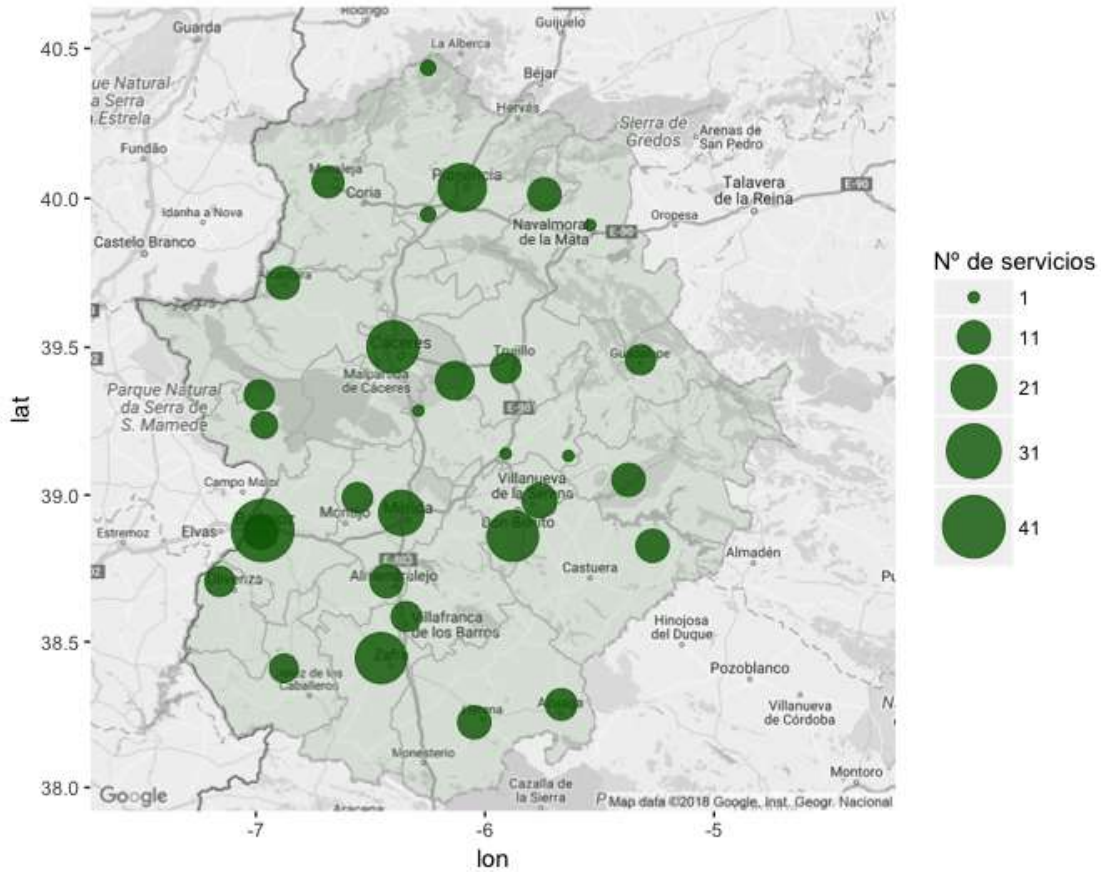 40.5
40.0
39.5
39.0
38.5
38.0
lat
-7
-6
-5
lon
Guarda
Rodrigo
Guijuelo
La Alberca
Béjar
Hervás
ue Natural
a Serra
Estrela
Sierra de
Gredos
Arenas de
San Pedro
Fundão
Talavera
de la Reina
E-90
Coria
Idanha a Nova
Oropesa
Navalmoral
de la Mata
E-90
Castelo Branco
Cáceres
Trujillo
Guadalupe
Malpartida
de Cáceres
Parque Natural
da Serra de
S. Mamede
E-90
Villanueva
de la Serena
Campo Maior
Montijo
Mérida
Don Benito
Estremoz
Elvas
Almadén
Castuera
Olivenza
Almendralejo
Villafranca
de los Barros
Hinojosa
del Duque
Zafra
Pozoblanco
Caballeros
Villanueva
de Córdoba
Monesterio
Montoro
Cazalla de
la Sierra
Aracena
Google
Map data ©2018 Google, Inst. Geogr. Nacional
Nº de servicios
1
11
21
31
41